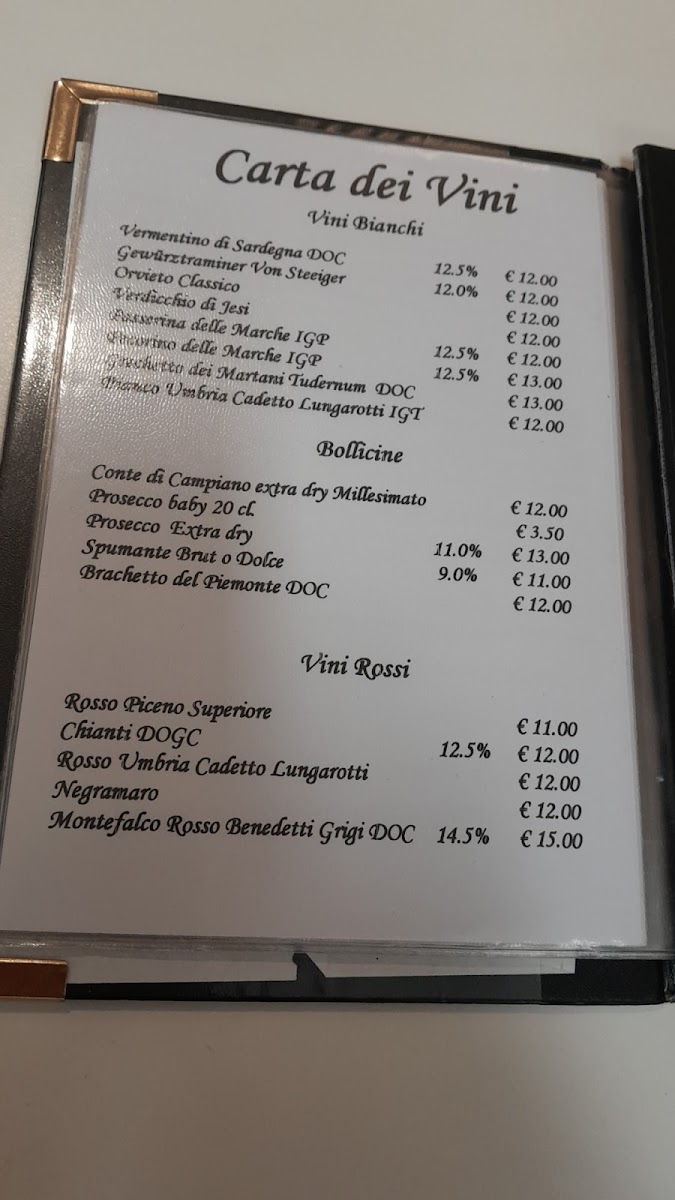 Carta dei Vini
Vini Bianchi
Vermentino di Sardegna DOC 12.5% € 12.00
Gewürztraminer Von Steeiger 12.0% € 12.00
Orvieto Classico € 12.00
Verdicchio di Jesi € 12.00
Passerina delle Marche IGP 12.5% € 12.00
Pecorino delle Marche IGP 12.5% € 13.00
Grechetto dei Martani Tudernum DOC € 13.00
Bianco Umbria Cadetto Lungarotti IGT € 12.00
Bollicine
Conte di Campiano extra dry Millesimato € 12.00
Prosecco baby 20 cl. € 3.50
Prosecco Extra dry 11.0% € 13.00
Spumante Brut o Dolce 9.0% € 11.00
Brachetto del Piemonte DOC € 12.00
Vini Rossi
Rosso Piceno Superiore € 11.00
Chianti DOGC 12.5% € 12.00
Rosso Umbria Cadetto Lungarotti € 12.00
Negramaro € 12.00
Montefalco Rosso Benedetti Grigi DOC 14.5% € 15.00